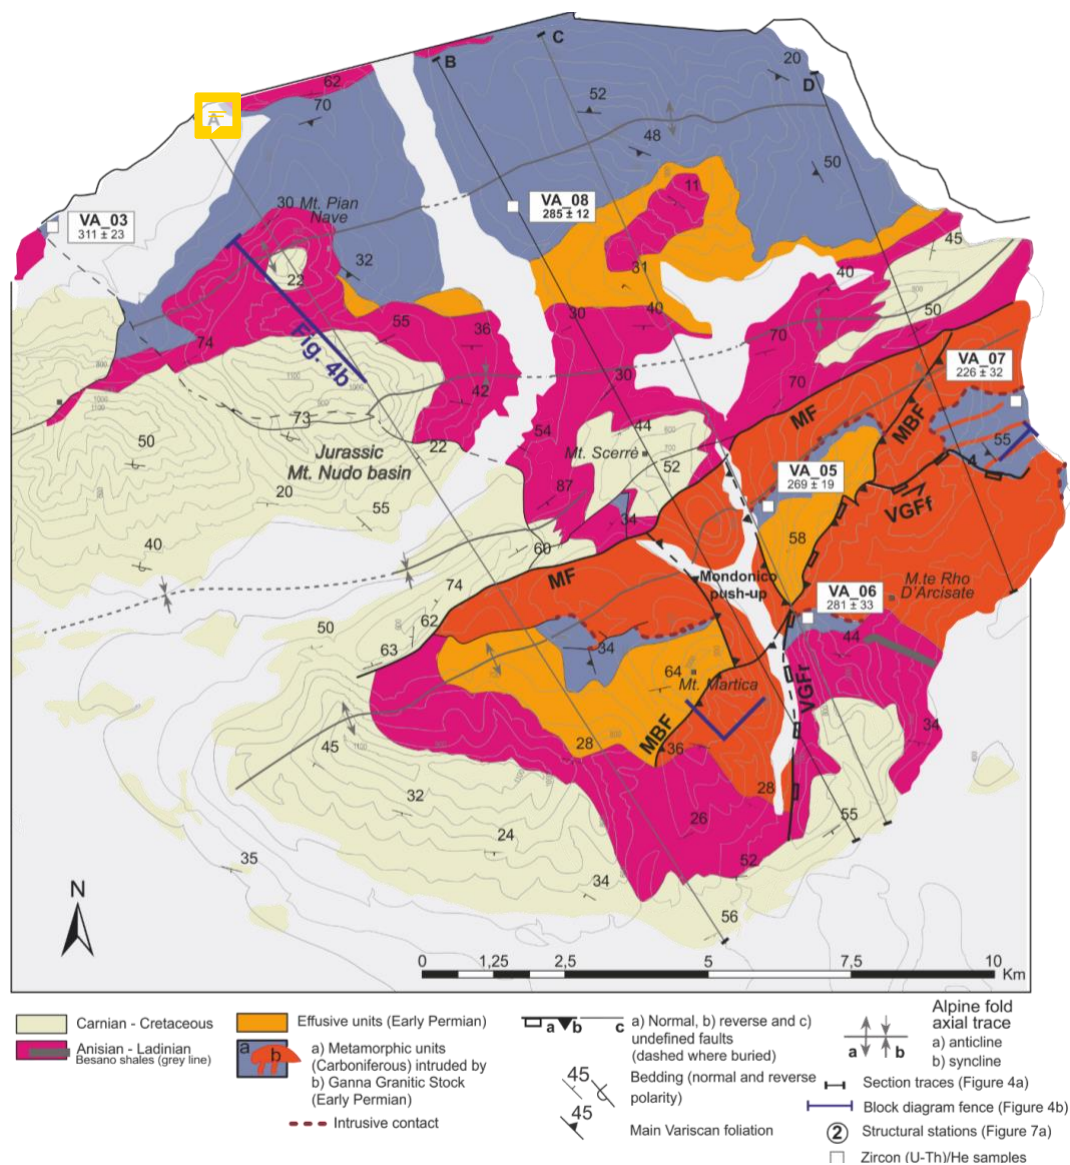 C
B
20
D
62
70
52
A
48
50
11
30 Mt. Pian
Nave
VA_08
285 ± 12
VA_03
311 ± 23
45
32
31
40
22
50
30
40
55
36
70
Fig. 4b
74
VA_07
226 ± 32
30
70
42
MF
MBF
73
54
44
50
22
Mt. Scerrè
52
55
Jurassic
Mt. Nudo basin
VA_05
269 ± 19
20
87
VGFf
55
34
40
60
58
MF
Mondonico
push-up
M.te Rho
D'Arcisate
74
VA_06
281 ± 33
62
50
44
34
63
64
Mt. Martica
VGFr
34
45
28
MBF
36
28
32
26
55
24
35
52
34
N
56
0
1,25
2,5
5
7,5
10
Km
Carnian - Cretaceous
Anisian - Ladinian
Besano shales (grey line)
Effusive units (Early Permian)
a
b
a) Metamorphic units
(Carboniferous) intruded by
b) Ganna Granitic Stock
(Early Permian)
Intrusive contact
a b c
a) Normal, b) reverse and c)
undefined faults
(dashed where buried)
45
45
Bedding (normal and reverse
polarity)
45
Main Variscan foliation
Alpine fold
axial trace
a) anticline
b) syncline
a
b
Section traces (Figure 4a)
Block diagram fence (Figure 4b)
2 Structural stations (Figure 7a)
Zircon (U-Th)/He samples